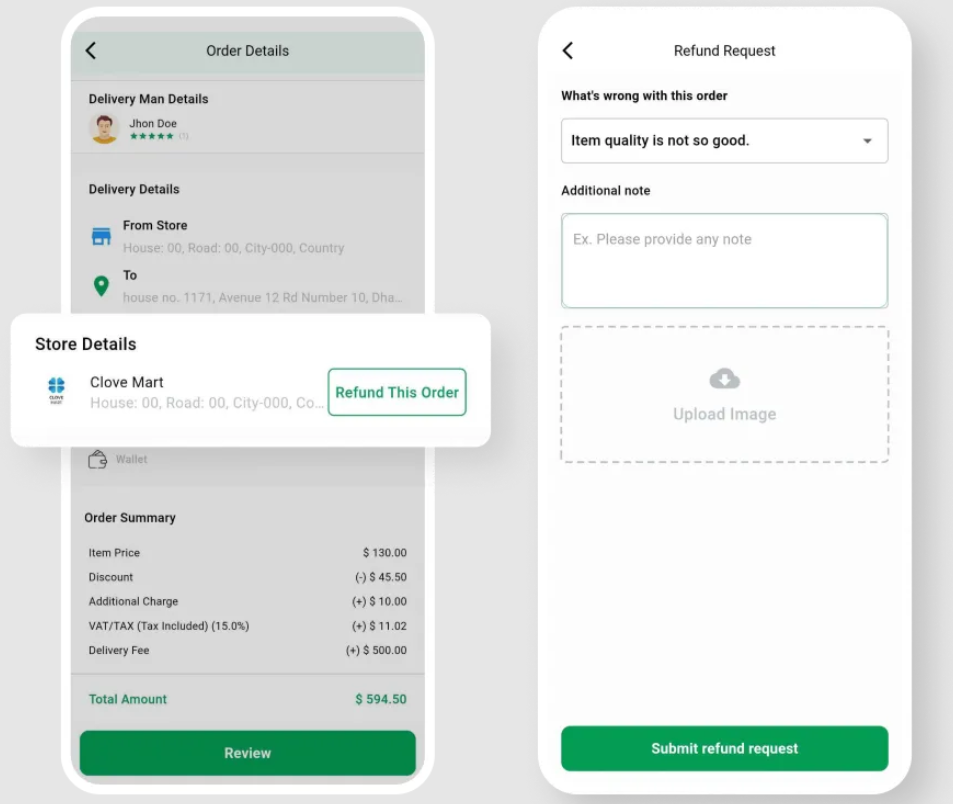 Order Details
Delivery Man Details
Jhon Doe
(1)
Delivery Details
From Store
House: 00, Road: 00, City-000, Country
To
house no. 1171, Avenue 12 Rd Number 10, Dha...
Store Details
Clove Mart
House: 00, Road: 00, City-000, Co...
Refund This Order
CLOVE
MART
Wallet
Order Summary
Item Price $ 130.00
Discount (-) $ 45.50
Additional Charge (+) $ 10.00
VAT/TAX (Tax Included) (15.0%) (+) $ 11.02
Delivery Fee (+) $ 500.00
Total Amount $ 594.50
Review
Refund Request
What's wrong with this order
Item quality is not so good.
Additional note
Ex. Please provide any note
Upload Image
Submit refund request